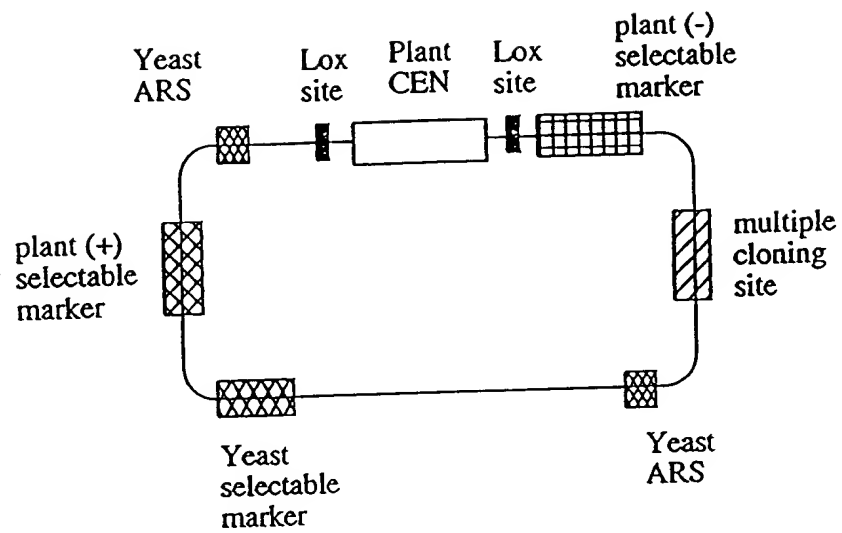 Yeast
ARS
Lox
site
Plant
CEN
Lox
site
plant (-)
selectable
marker
plant (+)
selectable
marker
multiple
cloning
site
Yeast
selectable
marker
Yeast
ARS